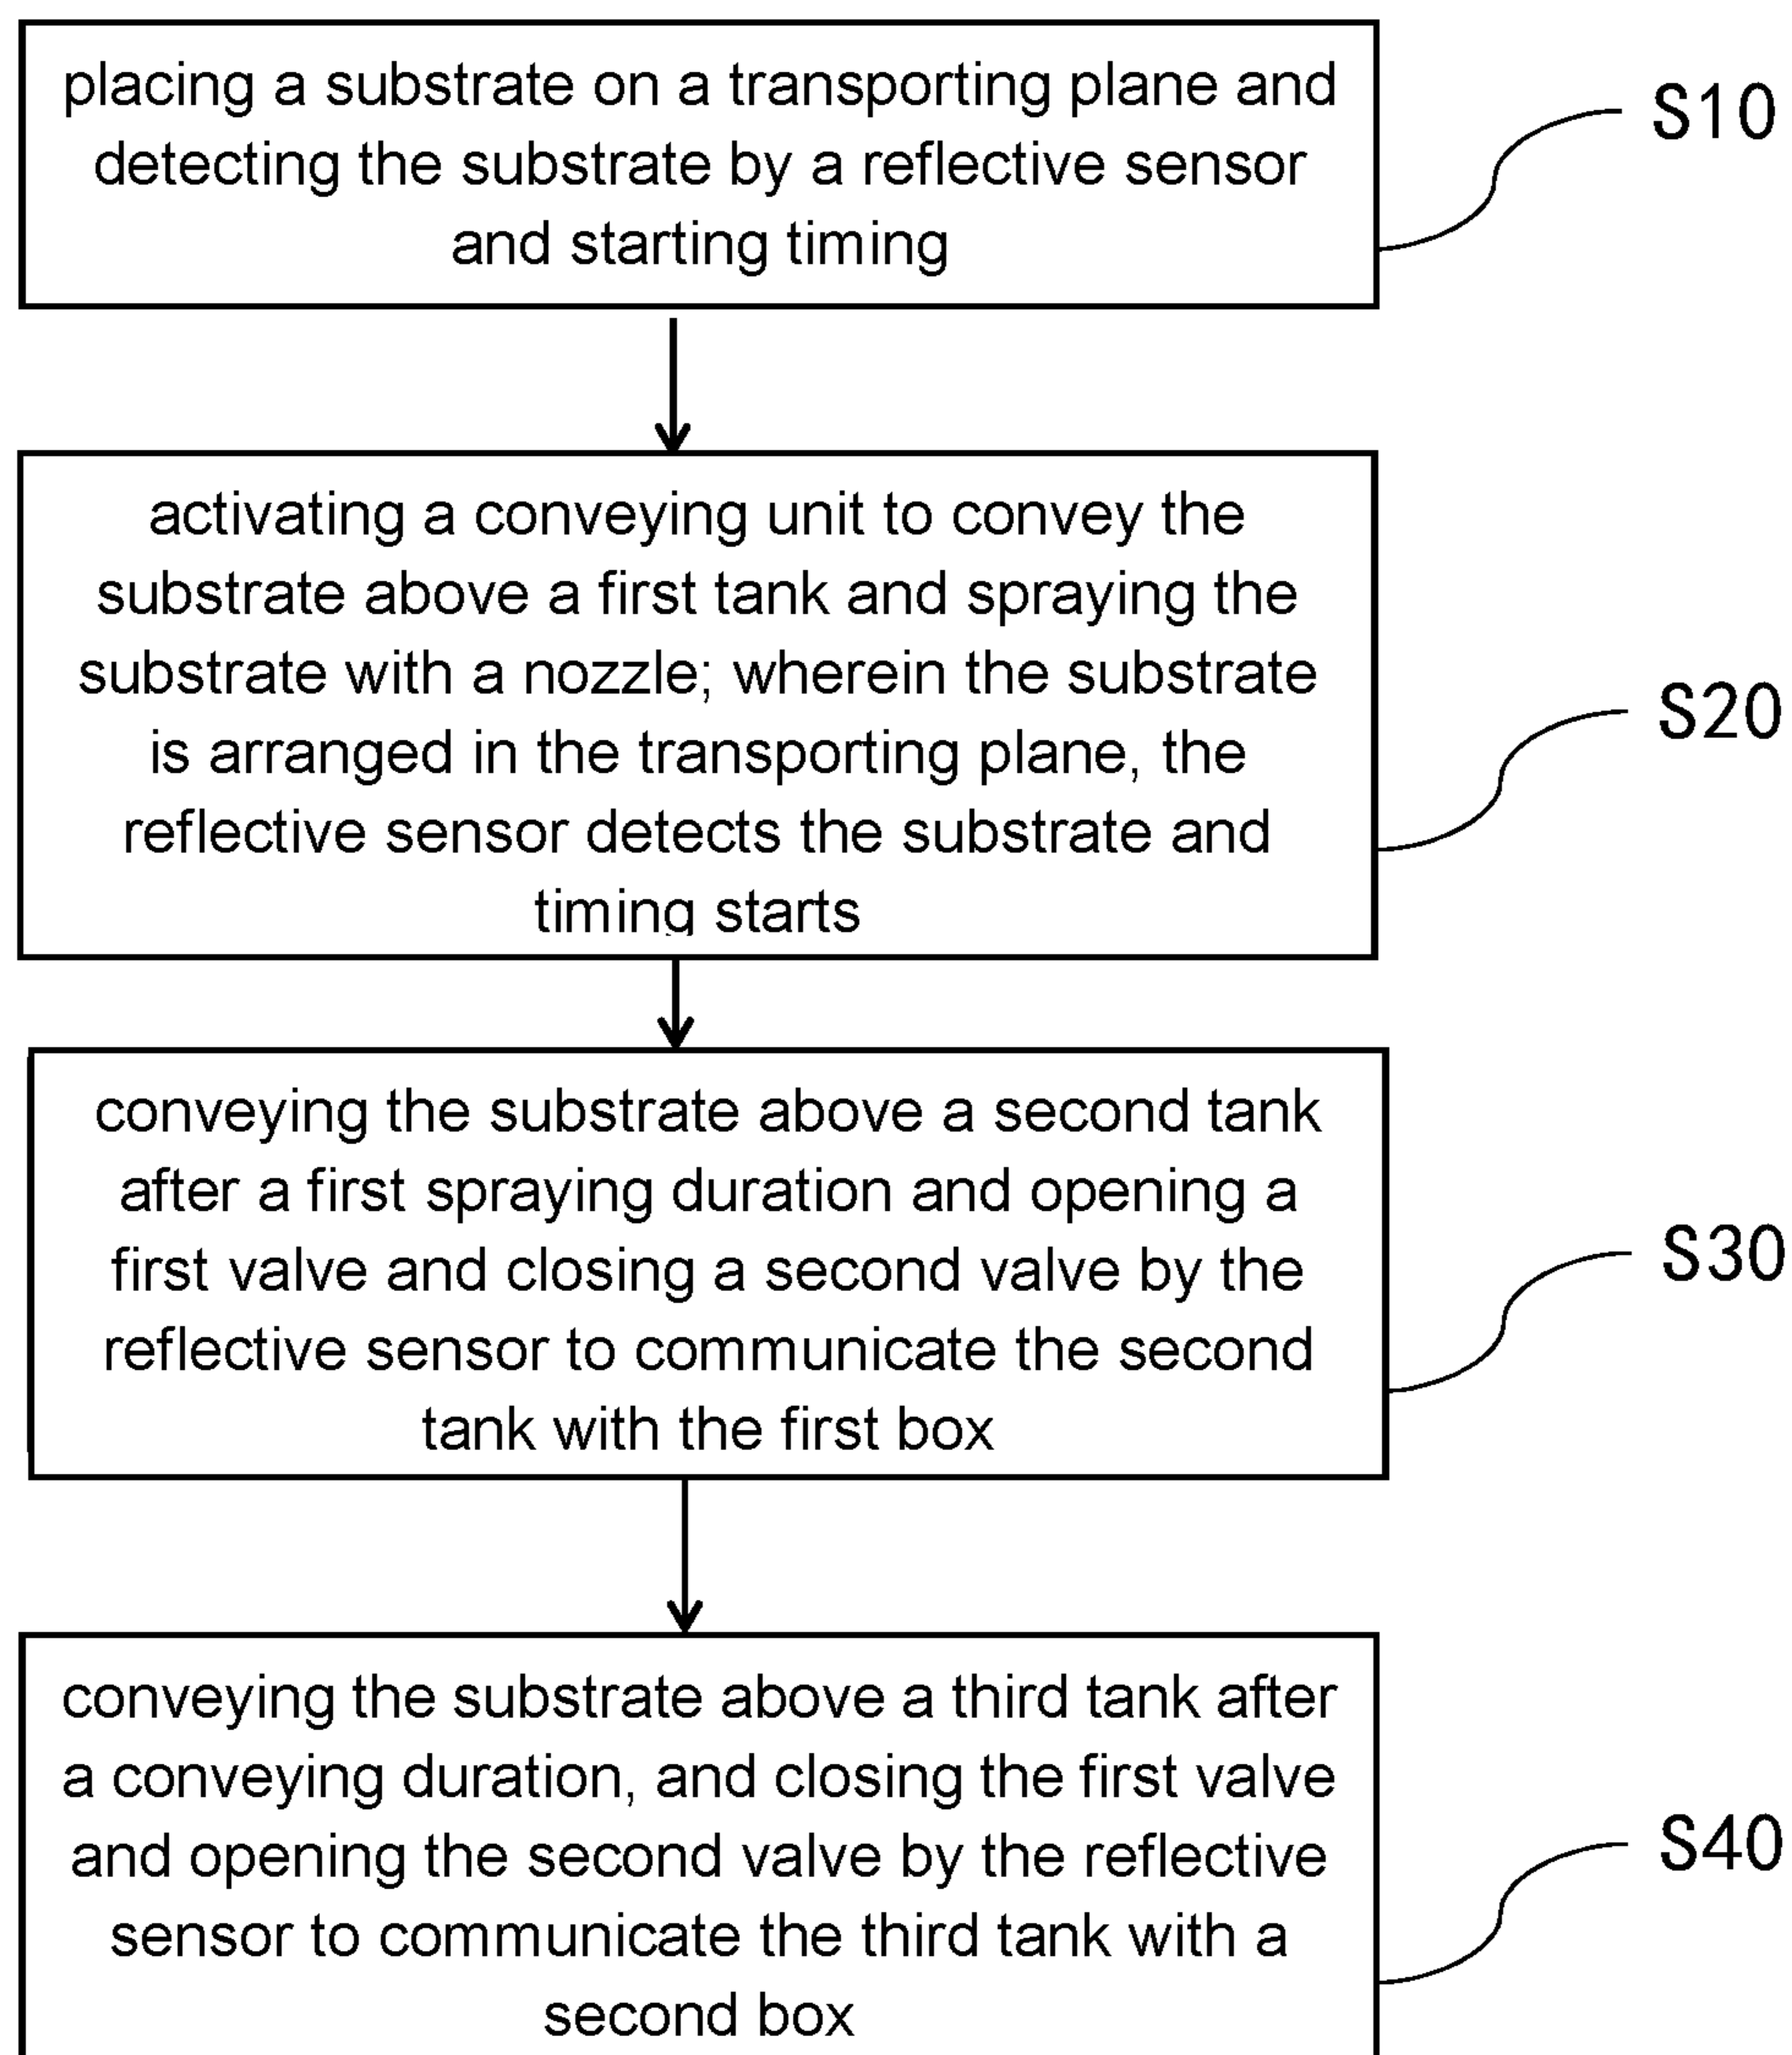 placing a substrate on a transporting plane and
detecting the substrate by a reflective sensor
and starting timing
S10
activating a conveying unit to convey the
substrate above a first tank and spraying the
substrate with a nozzle; wherein the substrate
is arranged in the transporting plane, the
reflective sensor detects the substrate and
timing starts
S20
conveying the substrate above a second tank
after a first spraying duration and opening a
first valve and closing a second valve by the
reflective sensor to communicate the second
tank with the first box
S30
conveying the substrate above a third tank after
a conveying duration, and closing the first valve
and opening the second valve by the reflective
sensor to communicate the third tank with a
second box
S40